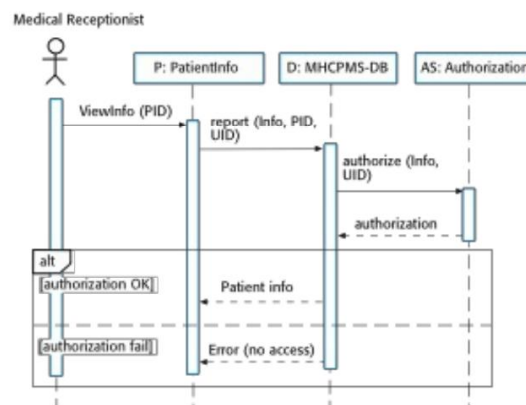 Medical Receptionist
P: PatientInfo
D: MHCPMS-DB
AS: Authorization
ViewInfo (PID)
report (Info, PID,
UID)
authorize (Info,
UID)
authorization
alt
[authorization OK]
Patient info
[authorization fail]
Error (no access)